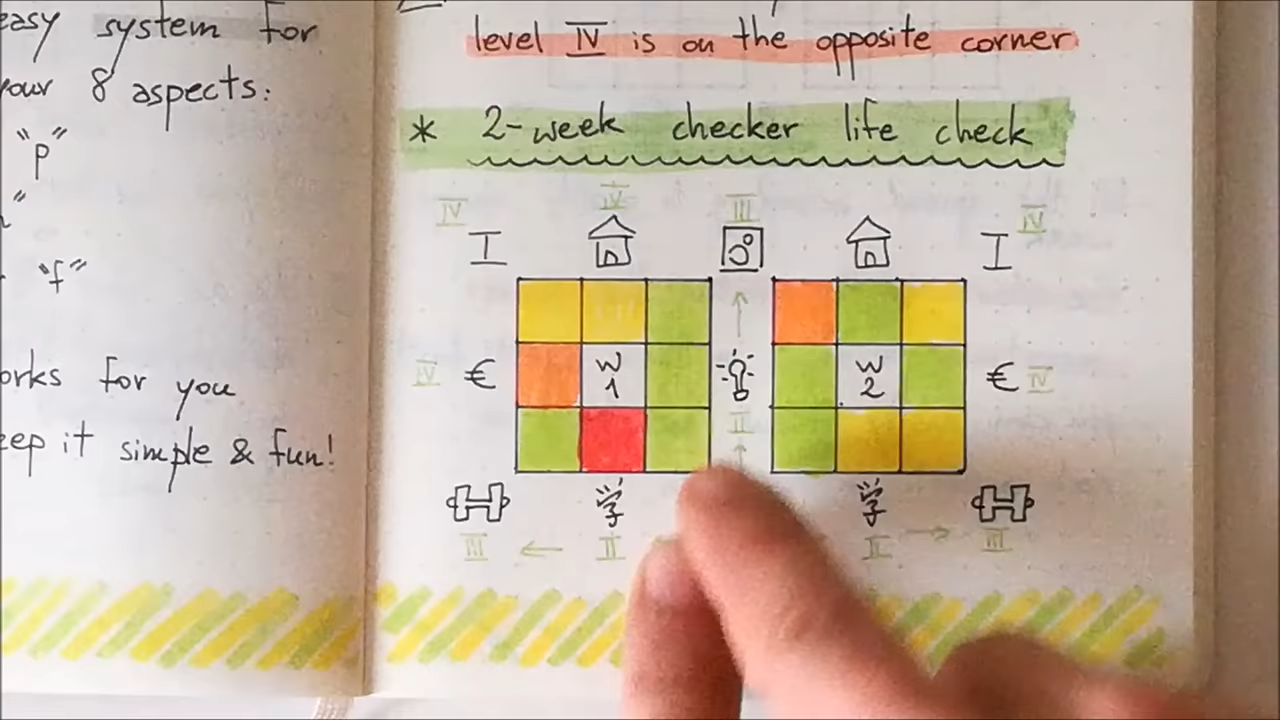 easy system for
your 8 aspects:
"p"
"
"f"
orks for you
eep it simple & fun!
level IV is on the opposite corner
* 2-week checker life check
IV IV III IV
I I
IV € W 1 W 2 € IV
II
学 学
III ← II II → III